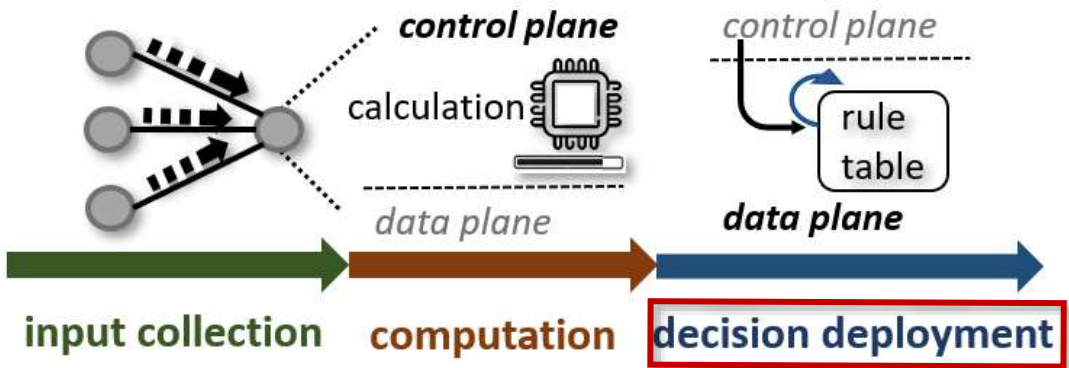 control plane
calculation
data plane
control plane
rule
table
data plane
input collection
computation
decision deployment